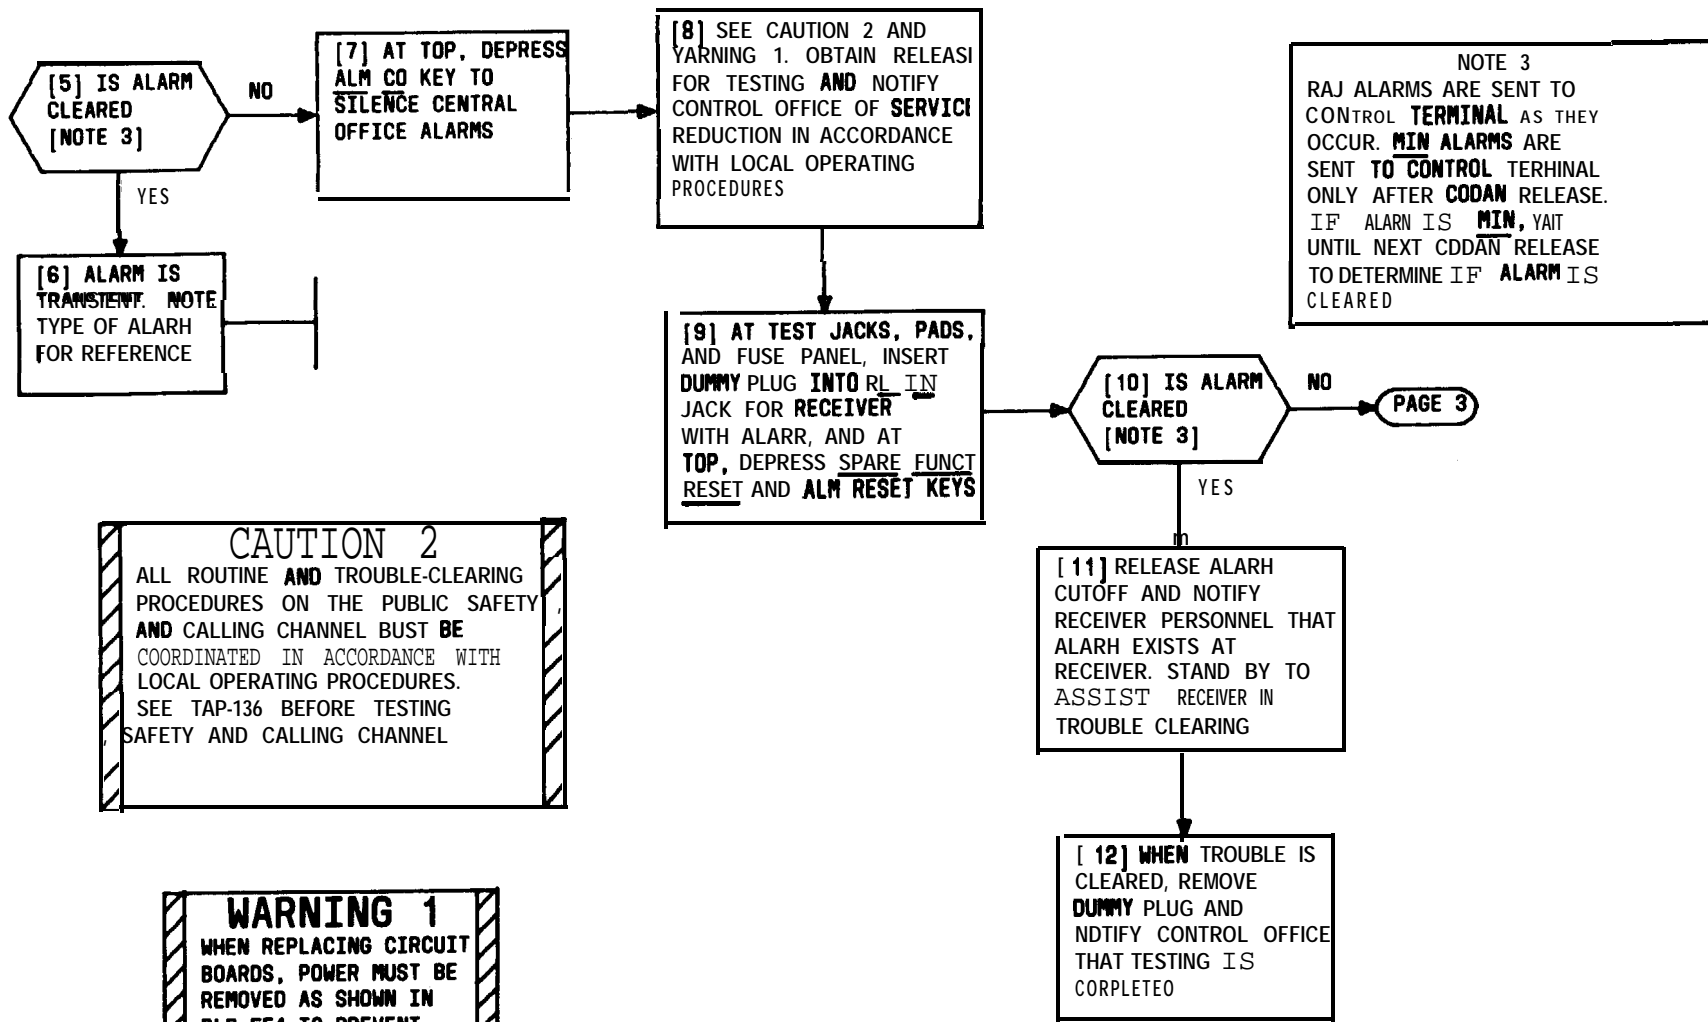 [5] IS ALARM
CLEARED
[NOTE 3]
NO
YES
[6] ALARM IS
TRANSIENT. NOTE
TYPE OF ALARH
FOR REFERENCE
[7] AT TOP, DEPRESS
ALM CO KEY TO
SILENCE CENTRAL
OFFICE ALARMS
[8] SEE CAUTION 2 AND
YARNING 1. OBTAIN RELEASI
FOR TESTING AND NOTIFY
CONTROL OFFICE OF SERVICE
REDUCTION IN ACCORDANCE
WITH LOCAL OPERATING
PROCEDURES
NOTE 3
RAJ ALARMS ARE SENT TO
CONTROL TERMINAL AS THEY
OCCUR. MIN ALARMS ARE
SENT TO CONTROL TERHINAL
ONLY AFTER CODAN RELEASE.
IF ALARN IS MIN, YAIT
UNTIL NEXT CDDAN RELEASE
TO DETERMINE IF ALARM IS
CLEARED
[9] AT TEST JACKS, PADS,
AND FUSE PANEL, INSERT
DUMMY PLUG INTO RL IN
JACK FOR RECEIVER
WITH ALARR, AND AT
TOP, DEPRESS SPARE FUNCT
RESET AND ALM RESET KEYS
[10] IS ALARM
CLEARED
[NOTE 3]
NO
PAGE 3
YES
m
[11] RELEASE ALARH
CUTOFF AND NOTIFY
RECEIVER PERSONNEL THAT
ALARH EXISTS AT
RECEIVER. STAND BY TO
ASSIST RECEIVER IN
TROUBLE CLEARING
[12] WHEN TROUBLE IS
CLEARED, REMOVE
DUMMY PLUG AND
NDTIFY CONTROL OFFICE
THAT TESTING IS
CORPLETEO
CAUTION 2
ALL ROUTINE AND TROUBLE-CLEARING
PROCEDURES ON THE PUBLIC SAFETY
AND CALLING CHANNEL BUST BE
COORDINATED IN ACCORDANCE WITH
LOCAL OPERATING PROCEDURES.
SEE TAP-136 BEFORE TESTING
SAFETY AND CALLING CHANNEL
WARNING 1
WHEN REPLACING CIRCUIT
BOARDS, POWER MUST BE
REMOVED AS SHOWN IN
TO PREVENT